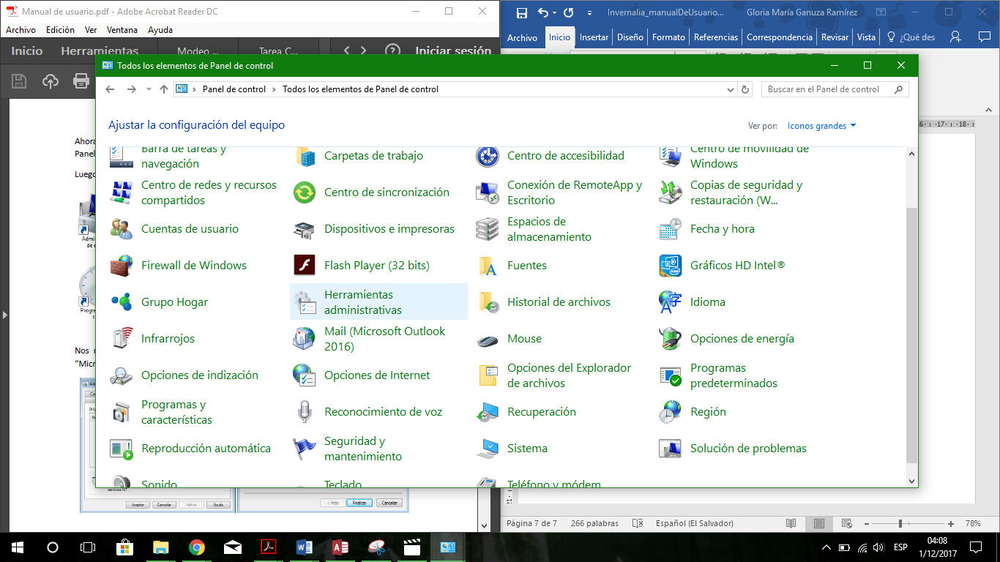 Manual de usuario.pdf - Adobe Acrobat Reader DC
Archivo Edición Ver Ventana Ayuda
Inicio Herramientas Modeo ... Tarea C... Iniciar sesión
Invernalia_manualDeUsuario... Gloria María Ganuza Ramírez
Archivo Inicio Insertar Diseño Formato Referencias Correspondencia Revisar Vista ¿Qué des
Todos los elementos de Panel de control
Panel de control Todos los elementos de Panel de control
Buscar en el Panel de control
Ajustar la configuración del equipo
Ver por: Iconos grandes
Barra de tareas y
navegación
Carpetas de trabajo
Centro de accesibilidad
Centro de movilidad de
Windows
Centro de redes y recursos
compartidos
Centro de sincronización
Conexión de RemoteApp y
Escritorio
Copias de seguridad y
restauración (W...
Cuentas de usuario
Dispositivos e impresoras
Espacios de
almacenamiento
Fecha y hora
Firewall de Windows
Flash Player (32 bits)
Fuentes
Gráficos HD Intel®
Grupo Hogar
Herramientas
administrativas
Historial de archivos
Idioma
Infrarrojos
Mail (Microsoft Outlook
2016)
Mouse
Opciones de energía
Opciones de indización
Opciones de Internet
Opciones del Explorador
de archivos
Programas
predeterminados
Programas y
características
Reconocimiento de voz
Recuperación
Región
Reproducción automática
Seguridad y
mantenimiento
Sistema
Solución de problemas
Sonido
Teclado
Teléfono y módem
Ahora
Panel
Luego
Nos
"Micr
Aceptar Cancelar Aplicar Ayuda
< Atrás Finalizar Cancelar
17 18
Página 7 de 7 266 palabras Español (El Salvador) 78%
ESP
04:08
1/12/2017